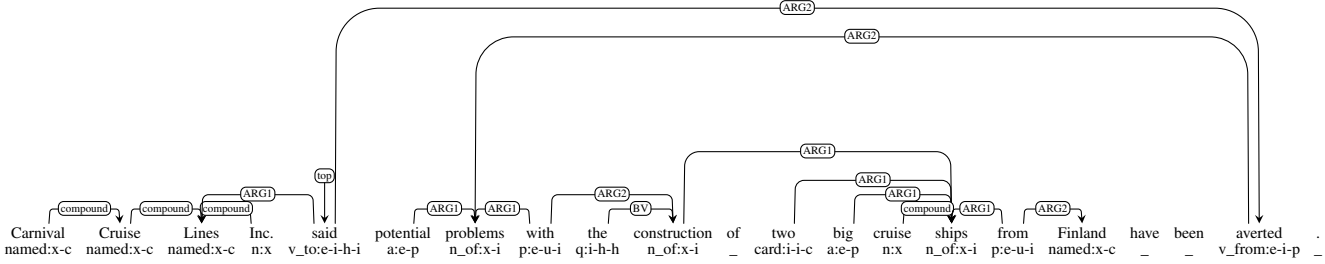 ARG2
ARG2
ARG1
top ARG1
ARG1 ARG2 ARG1
compound compound compound ARG1 ARG1 BV compound ARG1 ARG2
Carnival Cruise Lines Inc. said potential problems with the construction of two big cruise ships from Finland have been averted .
named:x-c named:x-c named:x-c n:x v_to:e-i-h-i a:e-p n_of:x-i p:e-u-i q:i-h-h n_of:x-i _ card:i-i-c a:e-p n:x n_of:x-i p:e-u-i named:x-c _ _ v_from:e-i-p _